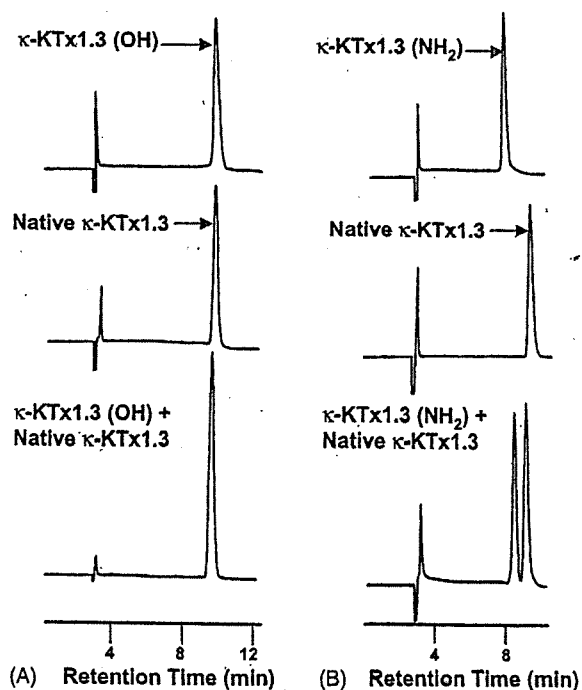 κ-KTx1.3 (OH)
Native κ-KTx1.3
κ-KTx1.3 (OH) +
Native κ-KTx1.3
4 8 12
(A) Retention Time (min)
κ-KTx1.3 (NH₂)
Native κ-KTx1.3
κ-KTx1.3 (NH₂) +
Native κ-KTx1.3
4 8
(B) Retention Time (min)